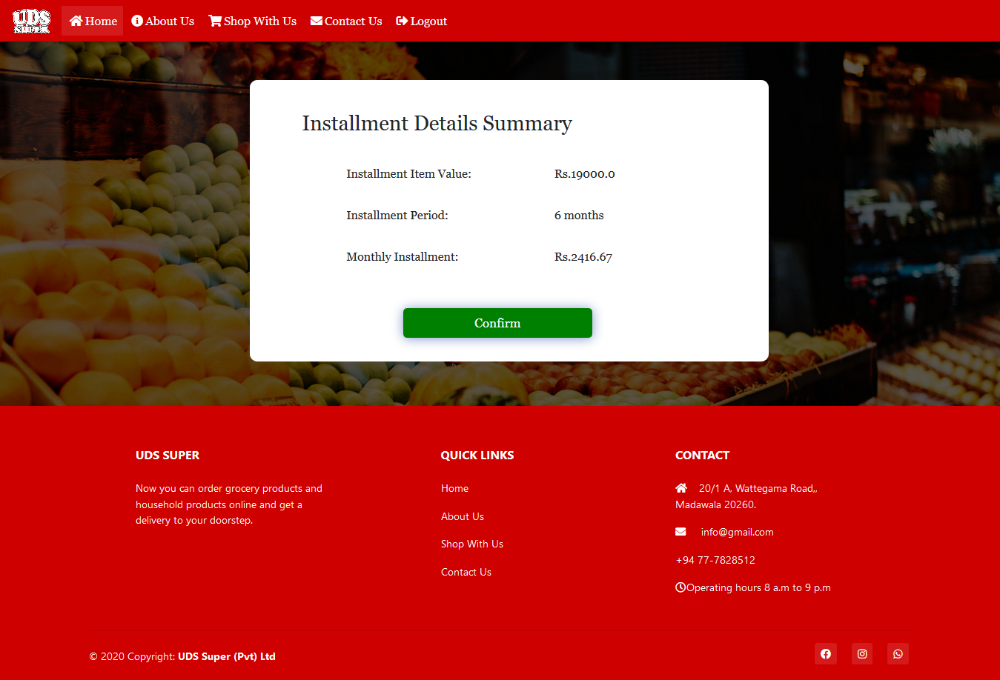 UDS
SUPER
Home
About Us
Shop With Us
Contact Us
Logout
Installment Details Summary
Installment Item Value: Rs.19000.0
Installment Period: 6 months
Monthly Installment: Rs.2416.67
Confirm
UDS SUPER
Now you can order grocery products and
household products online and get a
delivery to your doorstep.
QUICK LINKS
Home
About Us
Shop With Us
Contact Us
CONTACT
20/1 A, Wattegama Road,,
Madawala 20260.
info@gmail.com
+94 77-7828512
Operating hours 8 a.m to 9 p.m
© 2020 Copyright: UDS Super (Pvt) Ltd